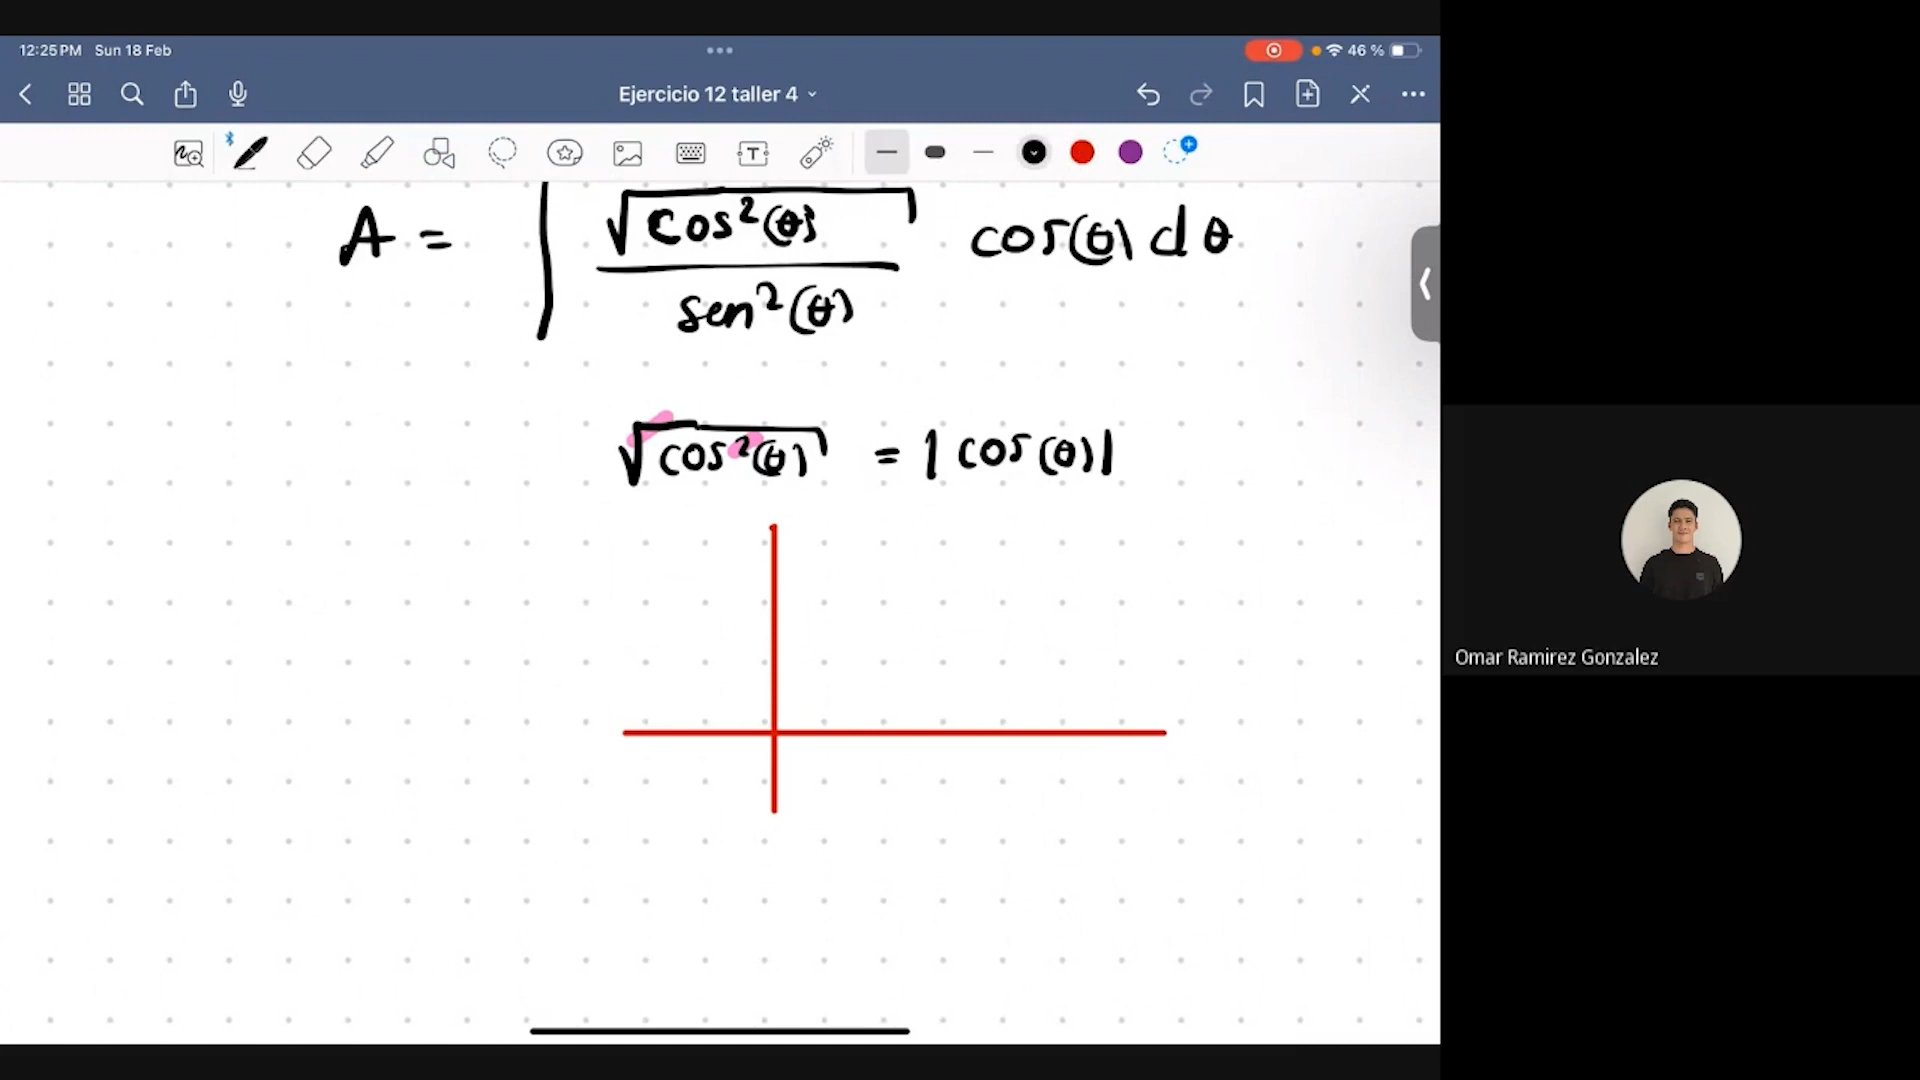 12:25 PM Sun 18 Feb
46 %
Ejercicio 12 taller 4
T
A = ∫ √cos²(θ) / sen²(θ) cos(θ) dθ
√cos²(θ) = |cos(θ)|
Omar Ramirez Gonzalez